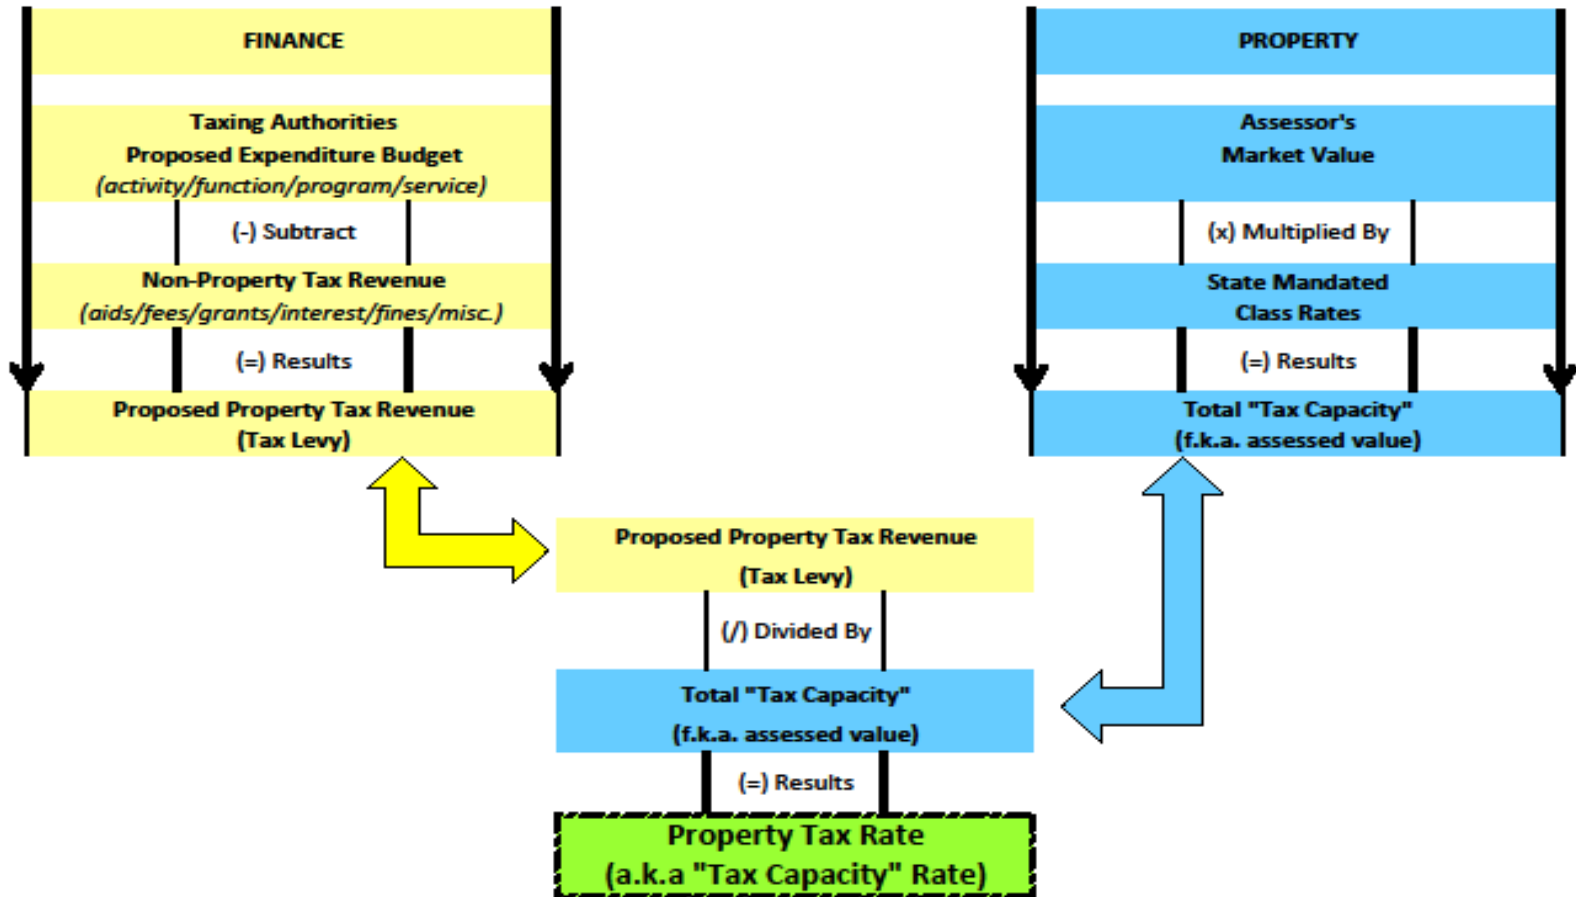 FINANCE
Taxing Authorities
Proposed Expenditure Budget
(activity/function/program/service)
(-) Subtract
Non-Property Tax Revenue
(aids/fees/grants/interest/fines/misc.)
(=) Results
Proposed Property Tax Revenue
(Tax Levy)
PROPERTY
Assessor's
Market Value
(x) Multiplied By
State Mandated
Class Rates
(=) Results
Total "Tax Capacity"
(f.k.a. assessed value)
Proposed Property Tax Revenue
(Tax Levy)
(/) Divided By
Total "Tax Capacity"
(f.k.a. assessed value)
(=) Results
Property Tax Rate
(a.k.a "Tax Capacity" Rate)